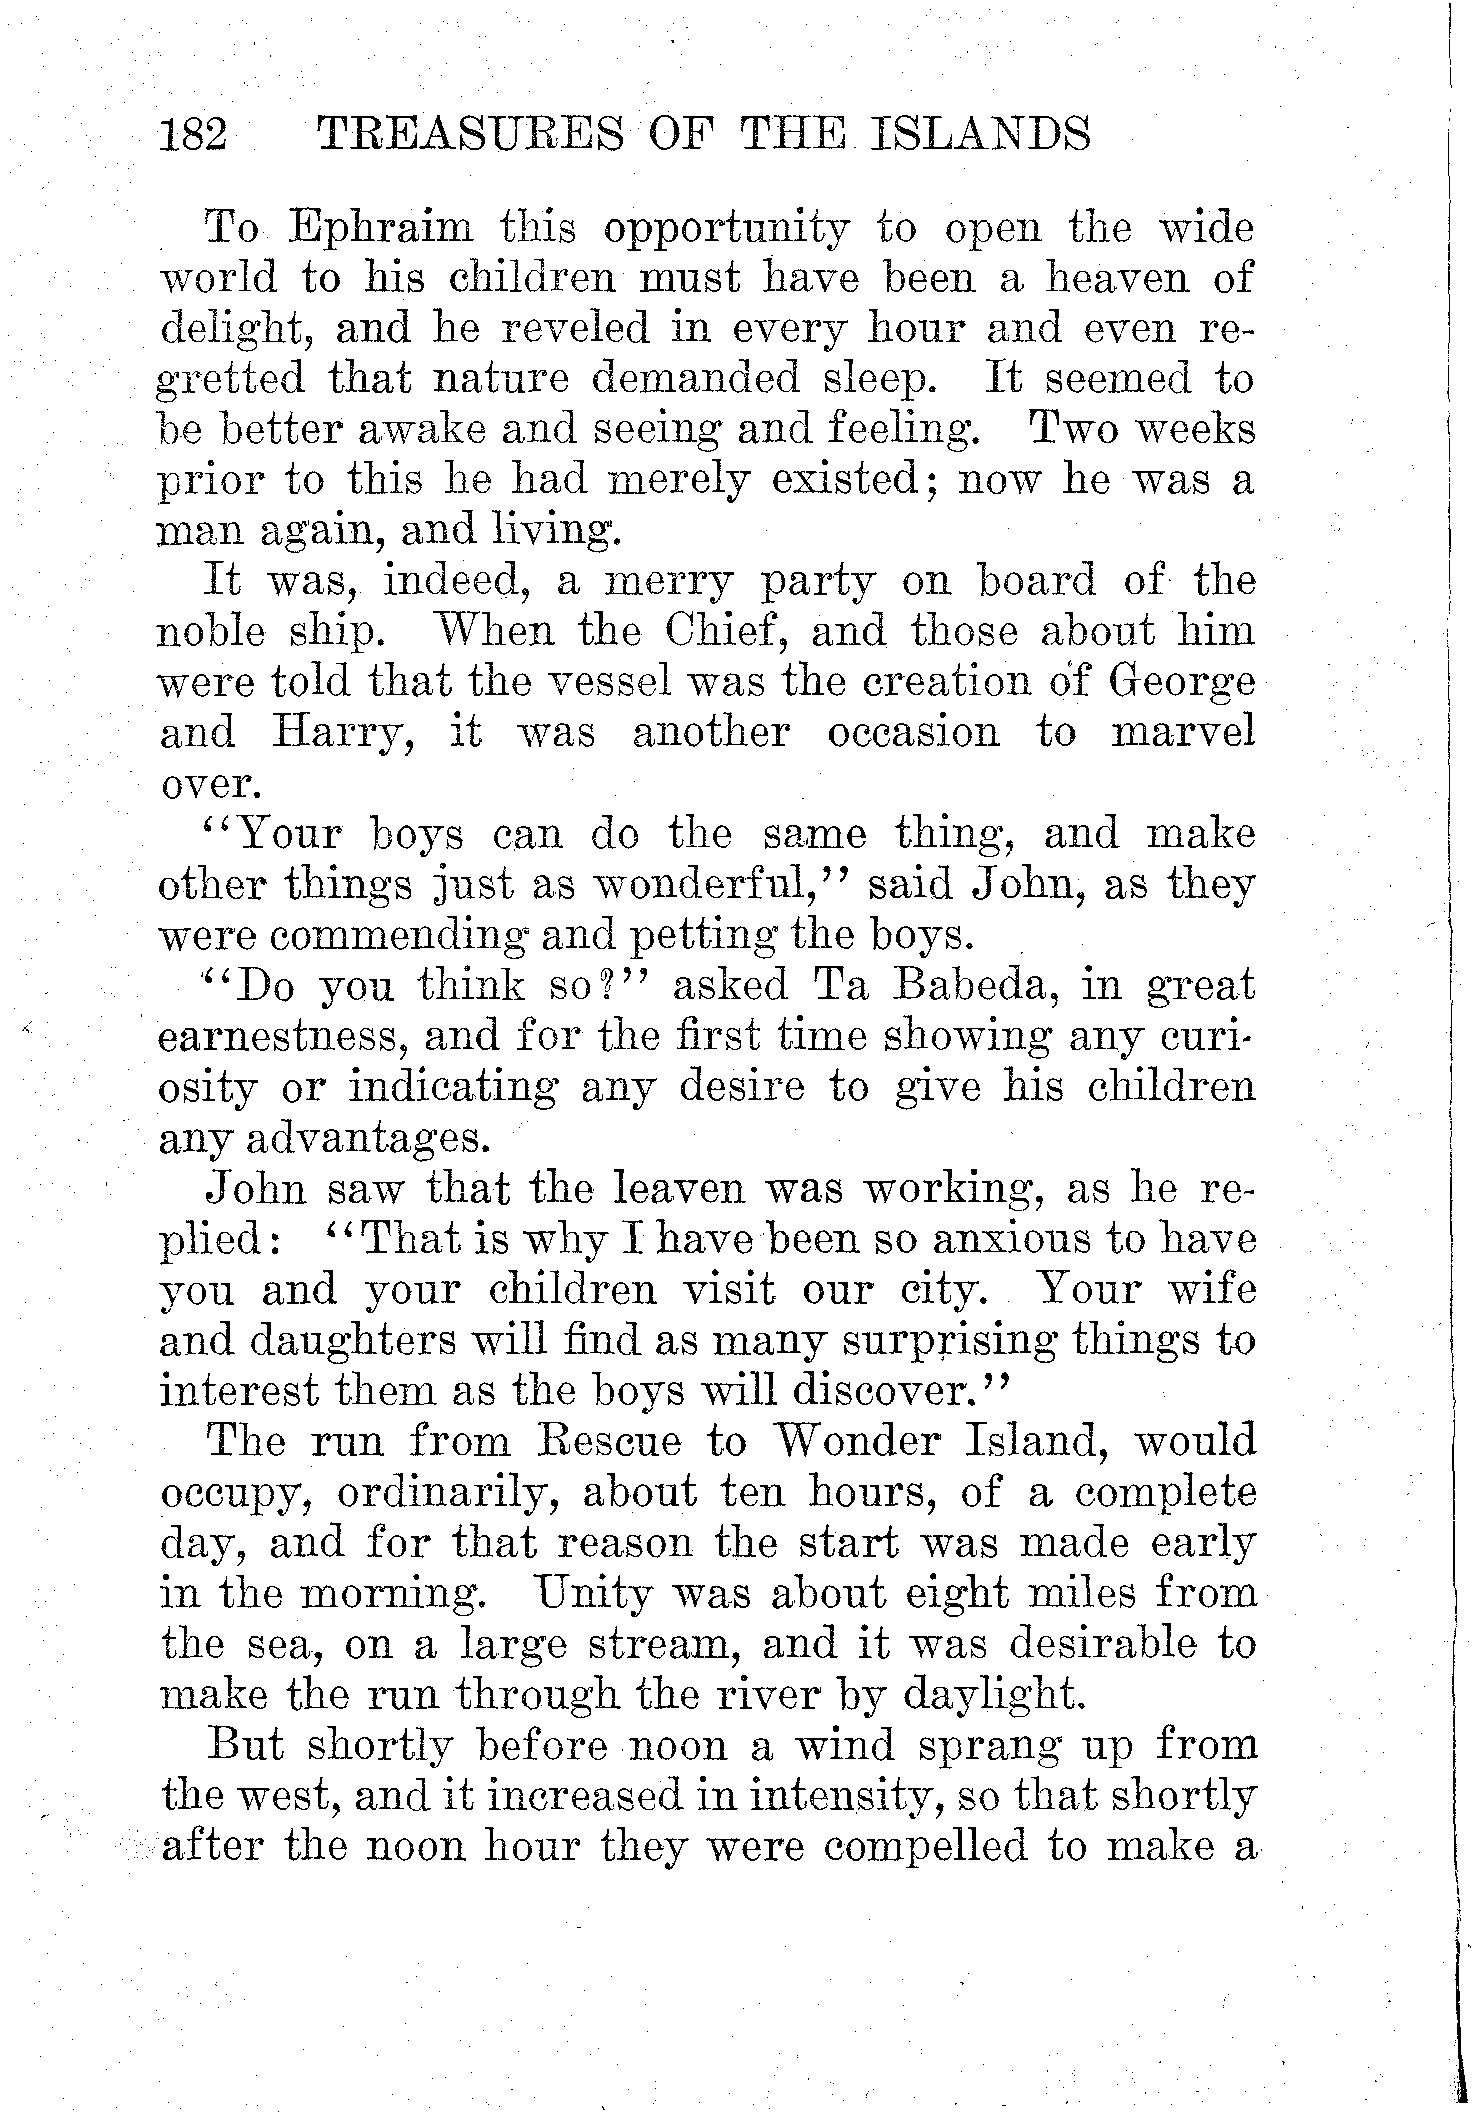 182 TREASURES OF THE ISLANDS
To Ephraim this opportunity to open the wide
world to his children must have been a heaven of
delight, and he reveled in every hour and even re-
gretted that nature demanded sleep. It seemed to
be better awake and seeing and feeling. Two weeks
prior to this he had merely existed; now he was a
man again, and living.
It was, indeed, a merry party on board of the
noble ship. When the Chief, and those about him
were told that the vessel was the creation of George
and Harry, it was another occasion to marvel
over.
"Your boys can do the same thing, and make
other things just as wonderful," said John, as they
were commending and petting the boys.
"Do you think so?" asked Ta Babeda, in great
earnestness, and for the first time showing any curi-
osity or indicating any desire to give his children
any advantages.
John saw that the leaven was working, as he re-
plied: "That is why I have been so anxious to have
you and your children visit our city. Your wife
and daughters will find as many surprising things to
interest them as the boys will discover."
The run from Rescue to Wonder Island, would
occupy, ordinarily, about ten hours, of a complete
day, and for that reason the start was made early
in the morning. Unity was about eight miles from
the sea, on a large stream, and it was desirable to
make the run through the river by daylight.
But shortly before noon a wind sprang up from
the west, and it increased in intensity, so that shortly
after the noon hour they were compelled to make a